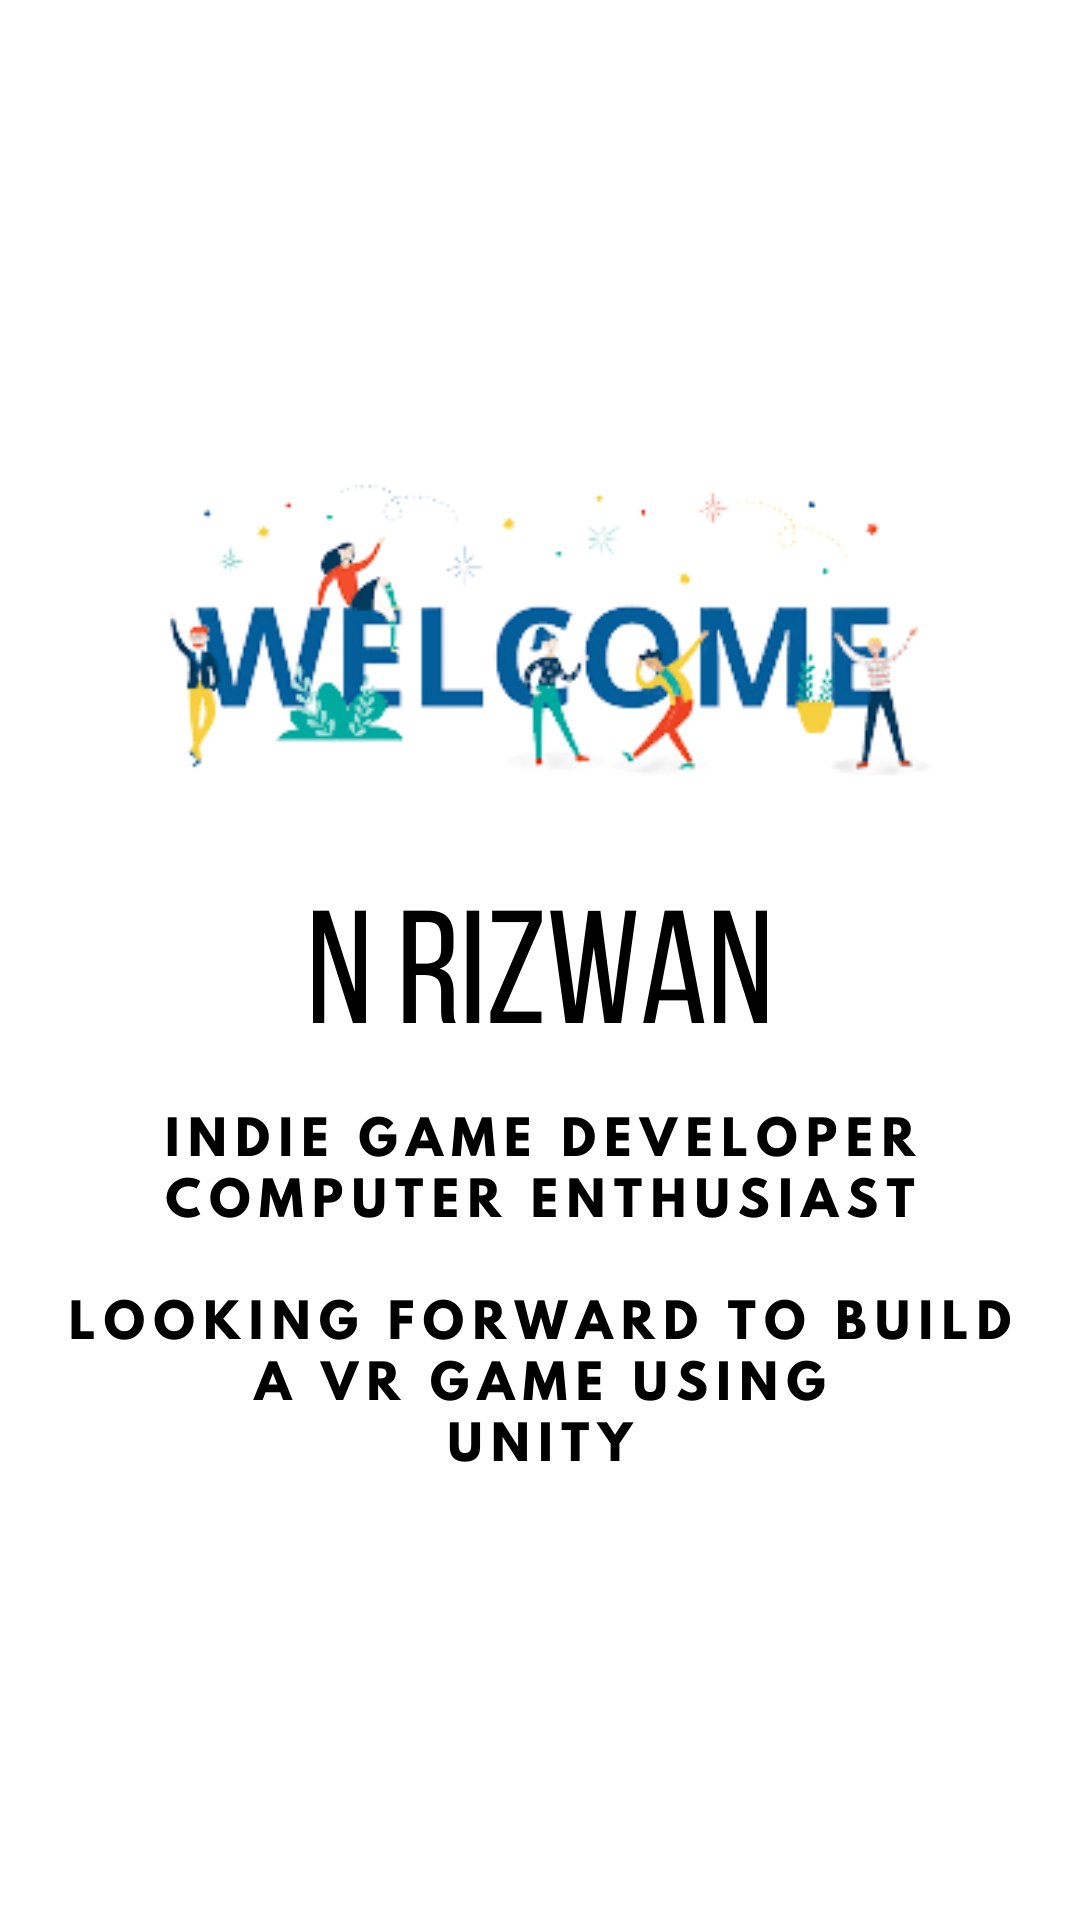 WELCOME
N RIZWAN
INDIE GAME DEVELOPER
COMPUTER ENTHUSIAST
LOOKING FORWARD TO BUILD
A VR GAME USING
UNITY